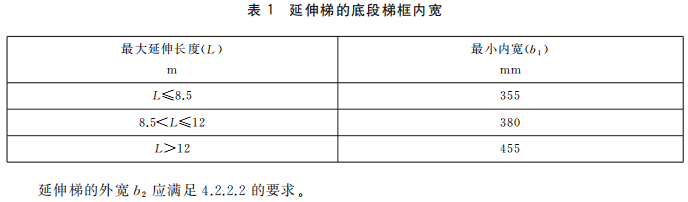 表 1 延伸梯的底段梯框内宽
最大延伸长度(L) 最小内宽(b₁)
m mm
L≤8.5 355
8.5<L≤12 380
L>12 455
延伸梯的外宽 b₂ 应满足 4.2.2.2 的要求。